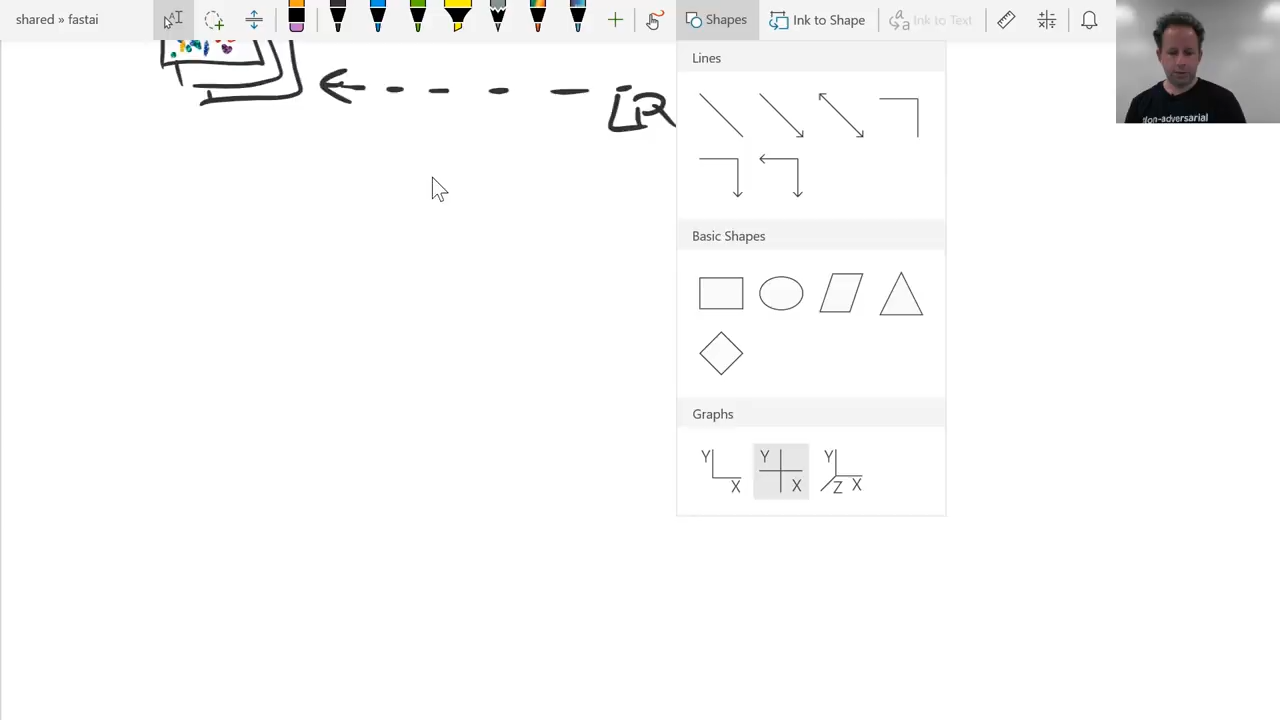 shared » fastai
Shapes
Ink to Shape
Ink to Text
Lines
Basic Shapes
Graphs
Y X
Y X
Y Z X